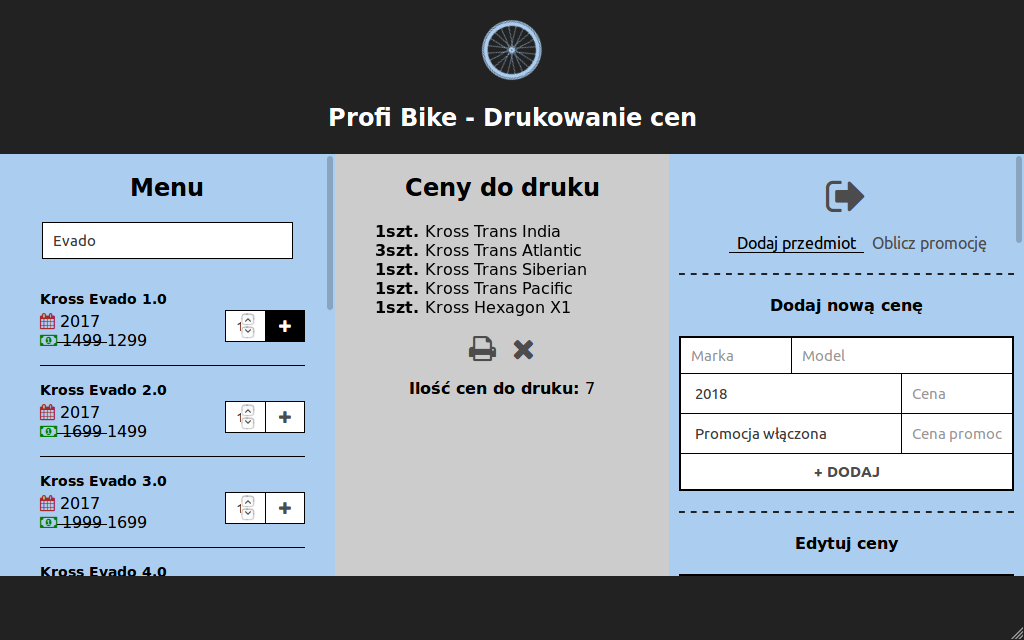 Profi Bike - Drukowanie cen
Menu
Evado
Kross Evado 1.0
2017
1499 1299
Kross Evado 2.0
2017
1699 1499
Kross Evado 3.0
2017
1999 1699
Kross Evado 4.0
Ceny do druku
1szt. Kross Trans India
3szt. Kross Trans Atlantic
1szt. Kross Trans Siberian
1szt. Kross Trans Pacific
1szt. Kross Hexagon X1
Ilość cen do druku: 7
Dodaj przedmiot Oblicz promocję
Dodaj nową cenę
Marka Model
2018 Cena
Promocja włączona Cena promoc
+ DODAJ
Edytuj ceny